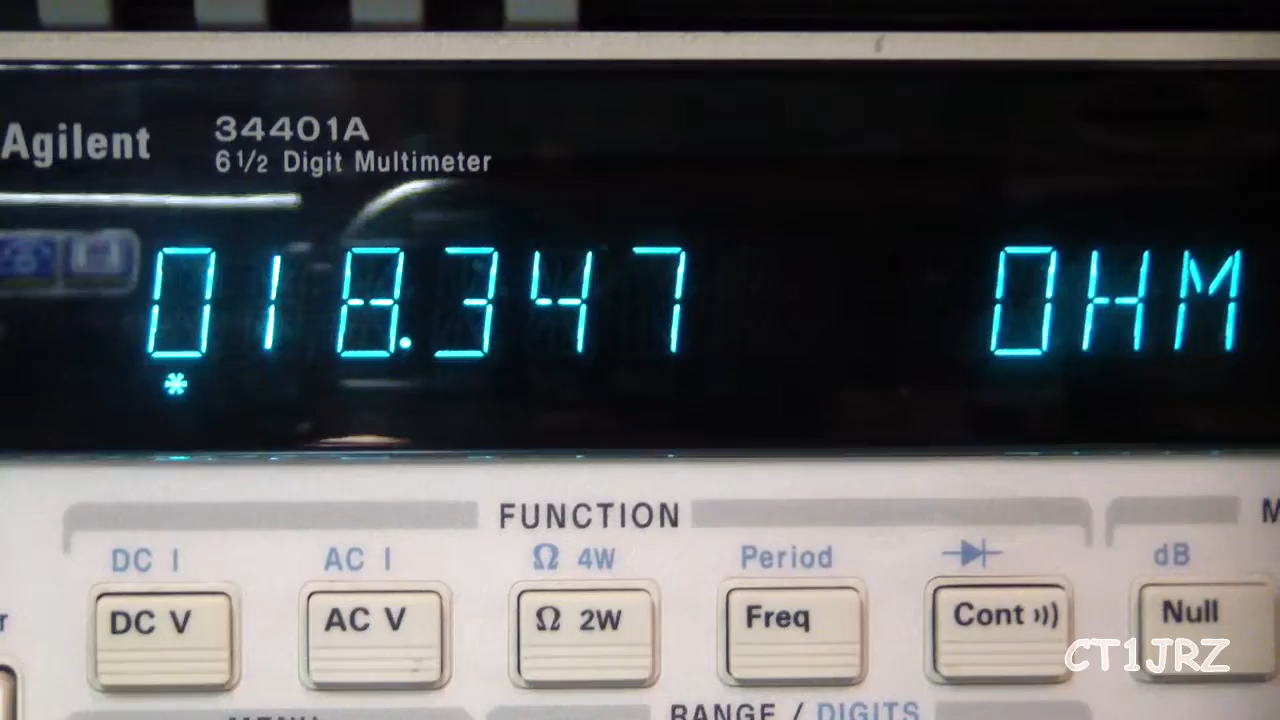 Agilent 34401A
6½ Digit Multimeter
018.347 OHM
*
FUNCTION
DC I AC I Ω 4W Period dB
DC V AC V Ω 2W Freq Cont Null
CT1JRZ
RANGE / DIGITS